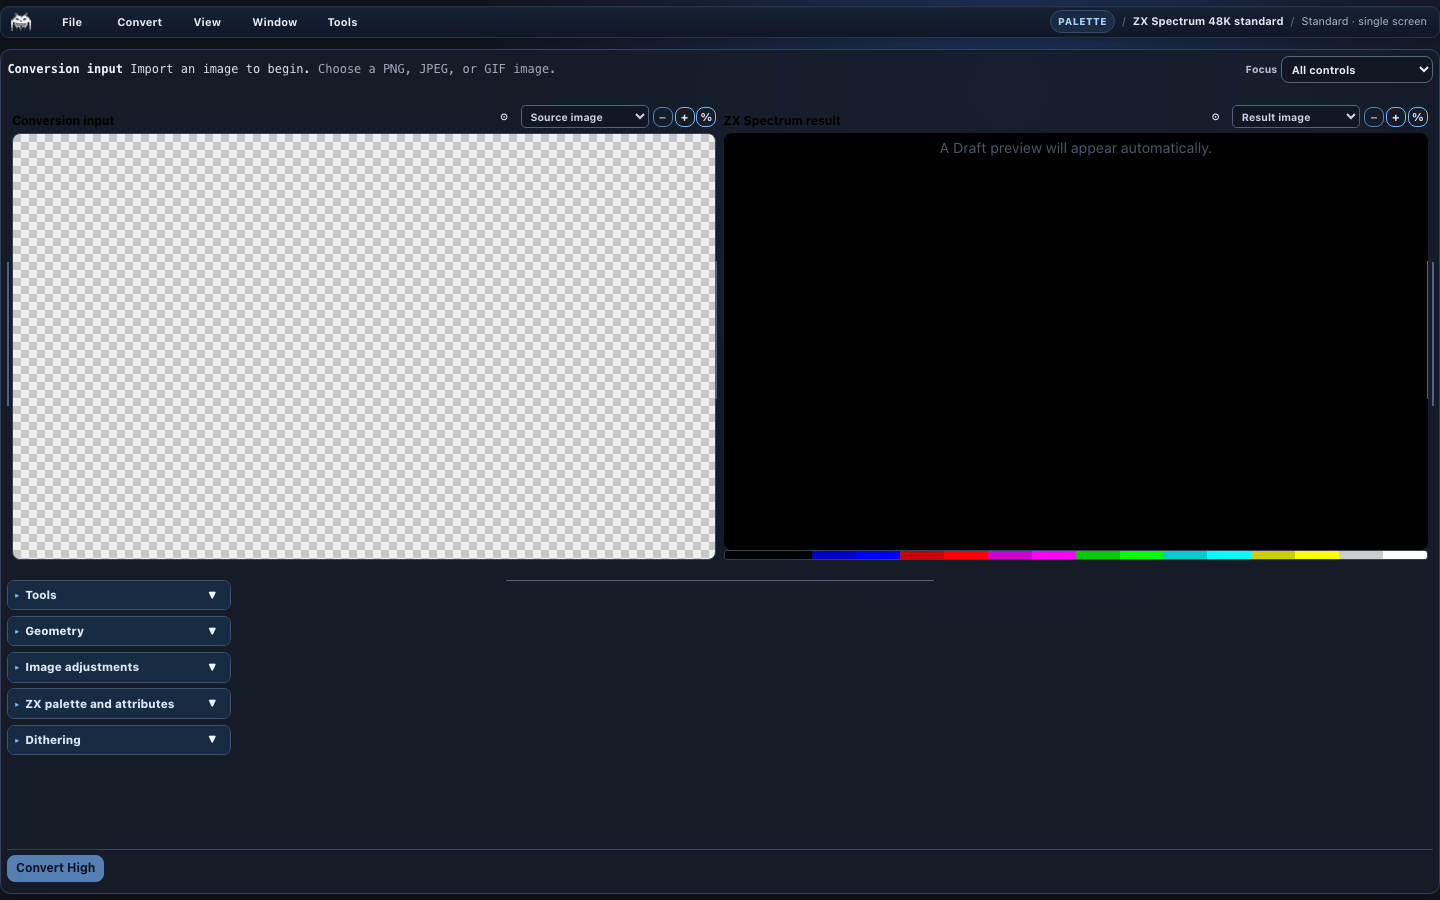 File Convert View Window Tools PALETTE / ZX Spectrum 48K standard / Standard · single screen
Conversion input Import an image to begin. Choose a PNG, JPEG, or GIF image. Focus All controls
Conversion input Source image − + % ZX Spectrum result Result image − + %
A Draft preview will appear automatically.
Tools
Geometry
Image adjustments
ZX palette and attributes
Dithering
Convert High